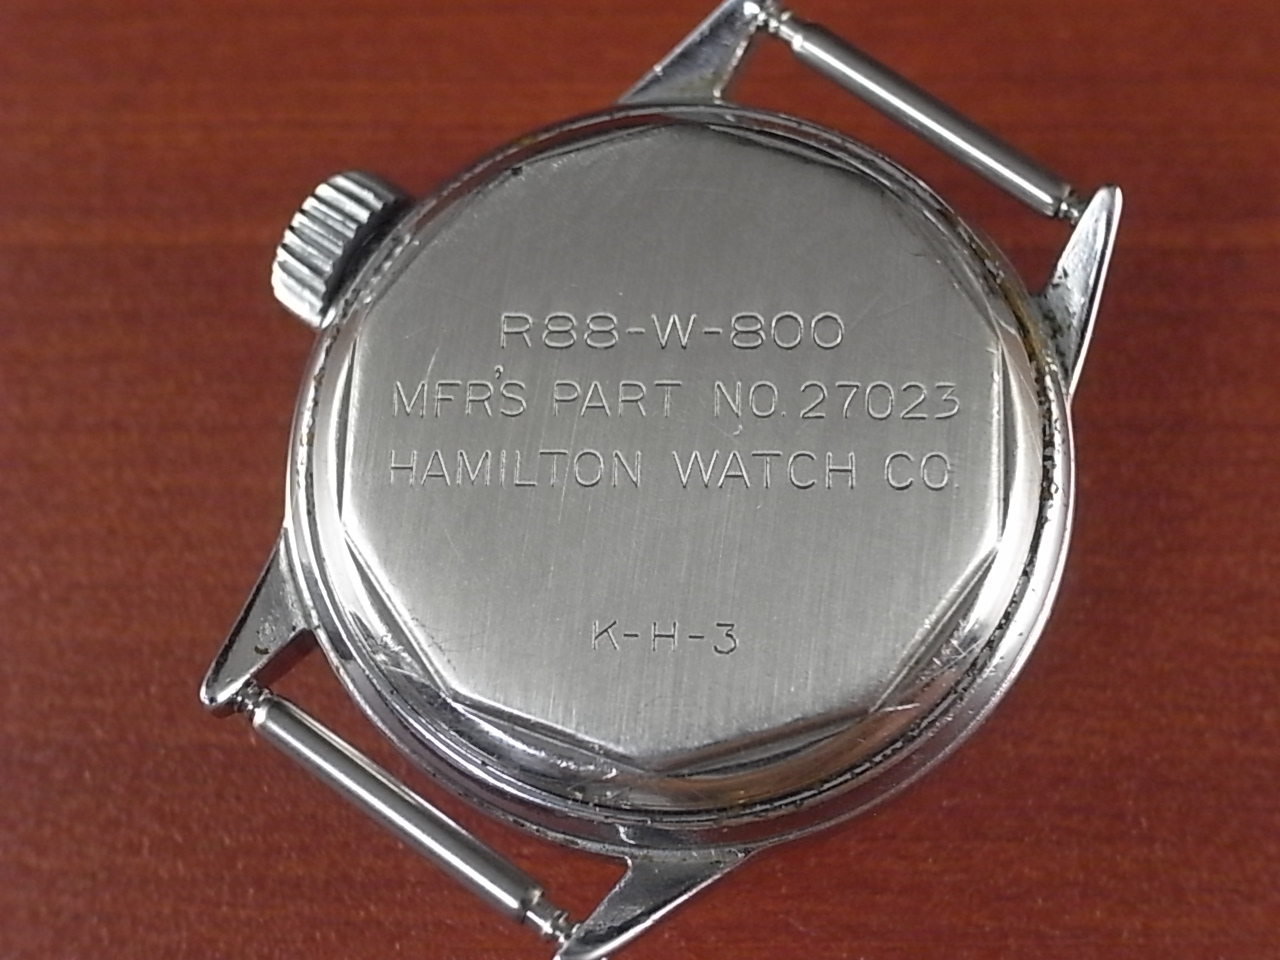 R88-W-800
MFR'S PART NO. 27023
HAMILTON WATCH CO.
K-H-3